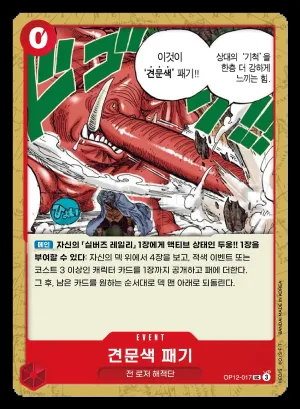 0
이것이
'견문색' 패기!!
상대의 '기척'을
한층 더 강하게
느끼는 힘.
메인 자신의 「실버즈 레일리」 1장에게 액티브 상태인 두웅!! 1장을
부여할 수 있다: 자신의 덱 위에서 4장을 보고, 적색 이벤트 또는
코스트 3 이상인 캐릭터 카드를 1장까지 공개하고 패에 더한다.
그 후, 남은 카드를 원하는 순서대로 덱 맨 아래로 되돌린다.
EVENT
견문색 패기
전 로저 해적단
OP12-017 UC 3